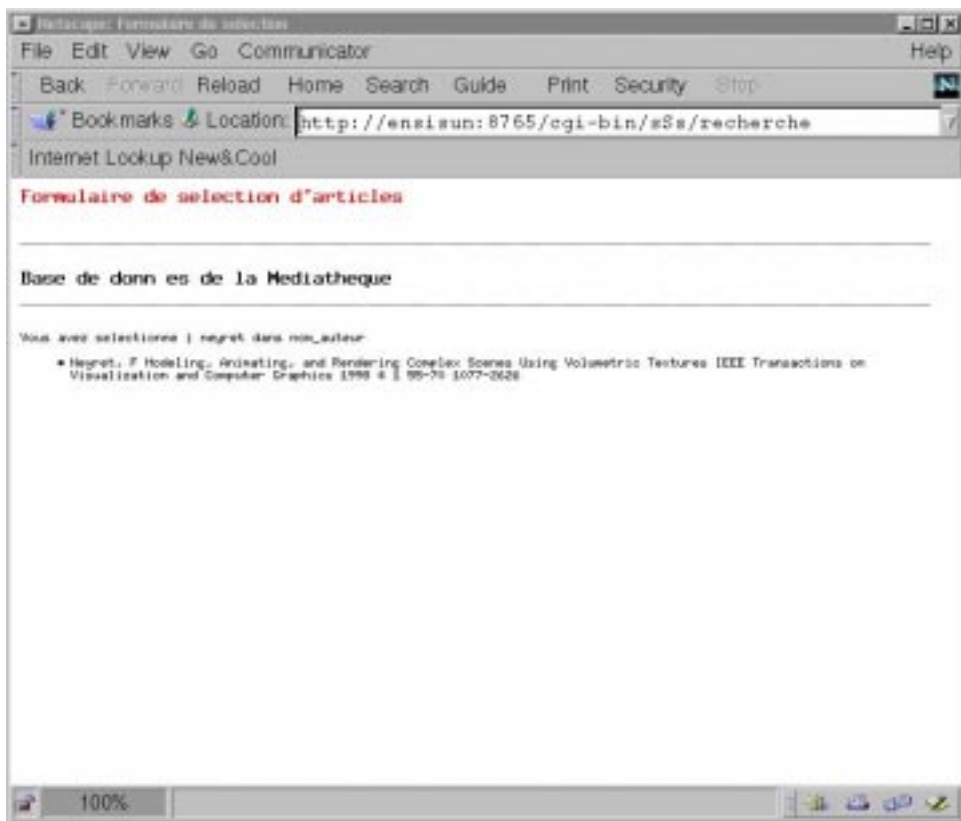 Netscape: Formulaire de selection
File Edit View Go Communicator Help
Back Forward Reload Home Search Guide Print Security Stop N
Bookmarks Location: http://ensisun:8765/cgi-bin/sSs/recherche
Internet Lookup New&Cool
Formulaire de selection d'articles
Base de donn es de la Mediatheque
Vous avez selectionne : neyret dans nom_auteur
Neyret, F Modeling, Animating, and Rendering Complex Scenes Using Volumetric Textures IEEE Transactions on
Visualization and Computer Graphics 1998 4 1 55-70 1077-2626
100%